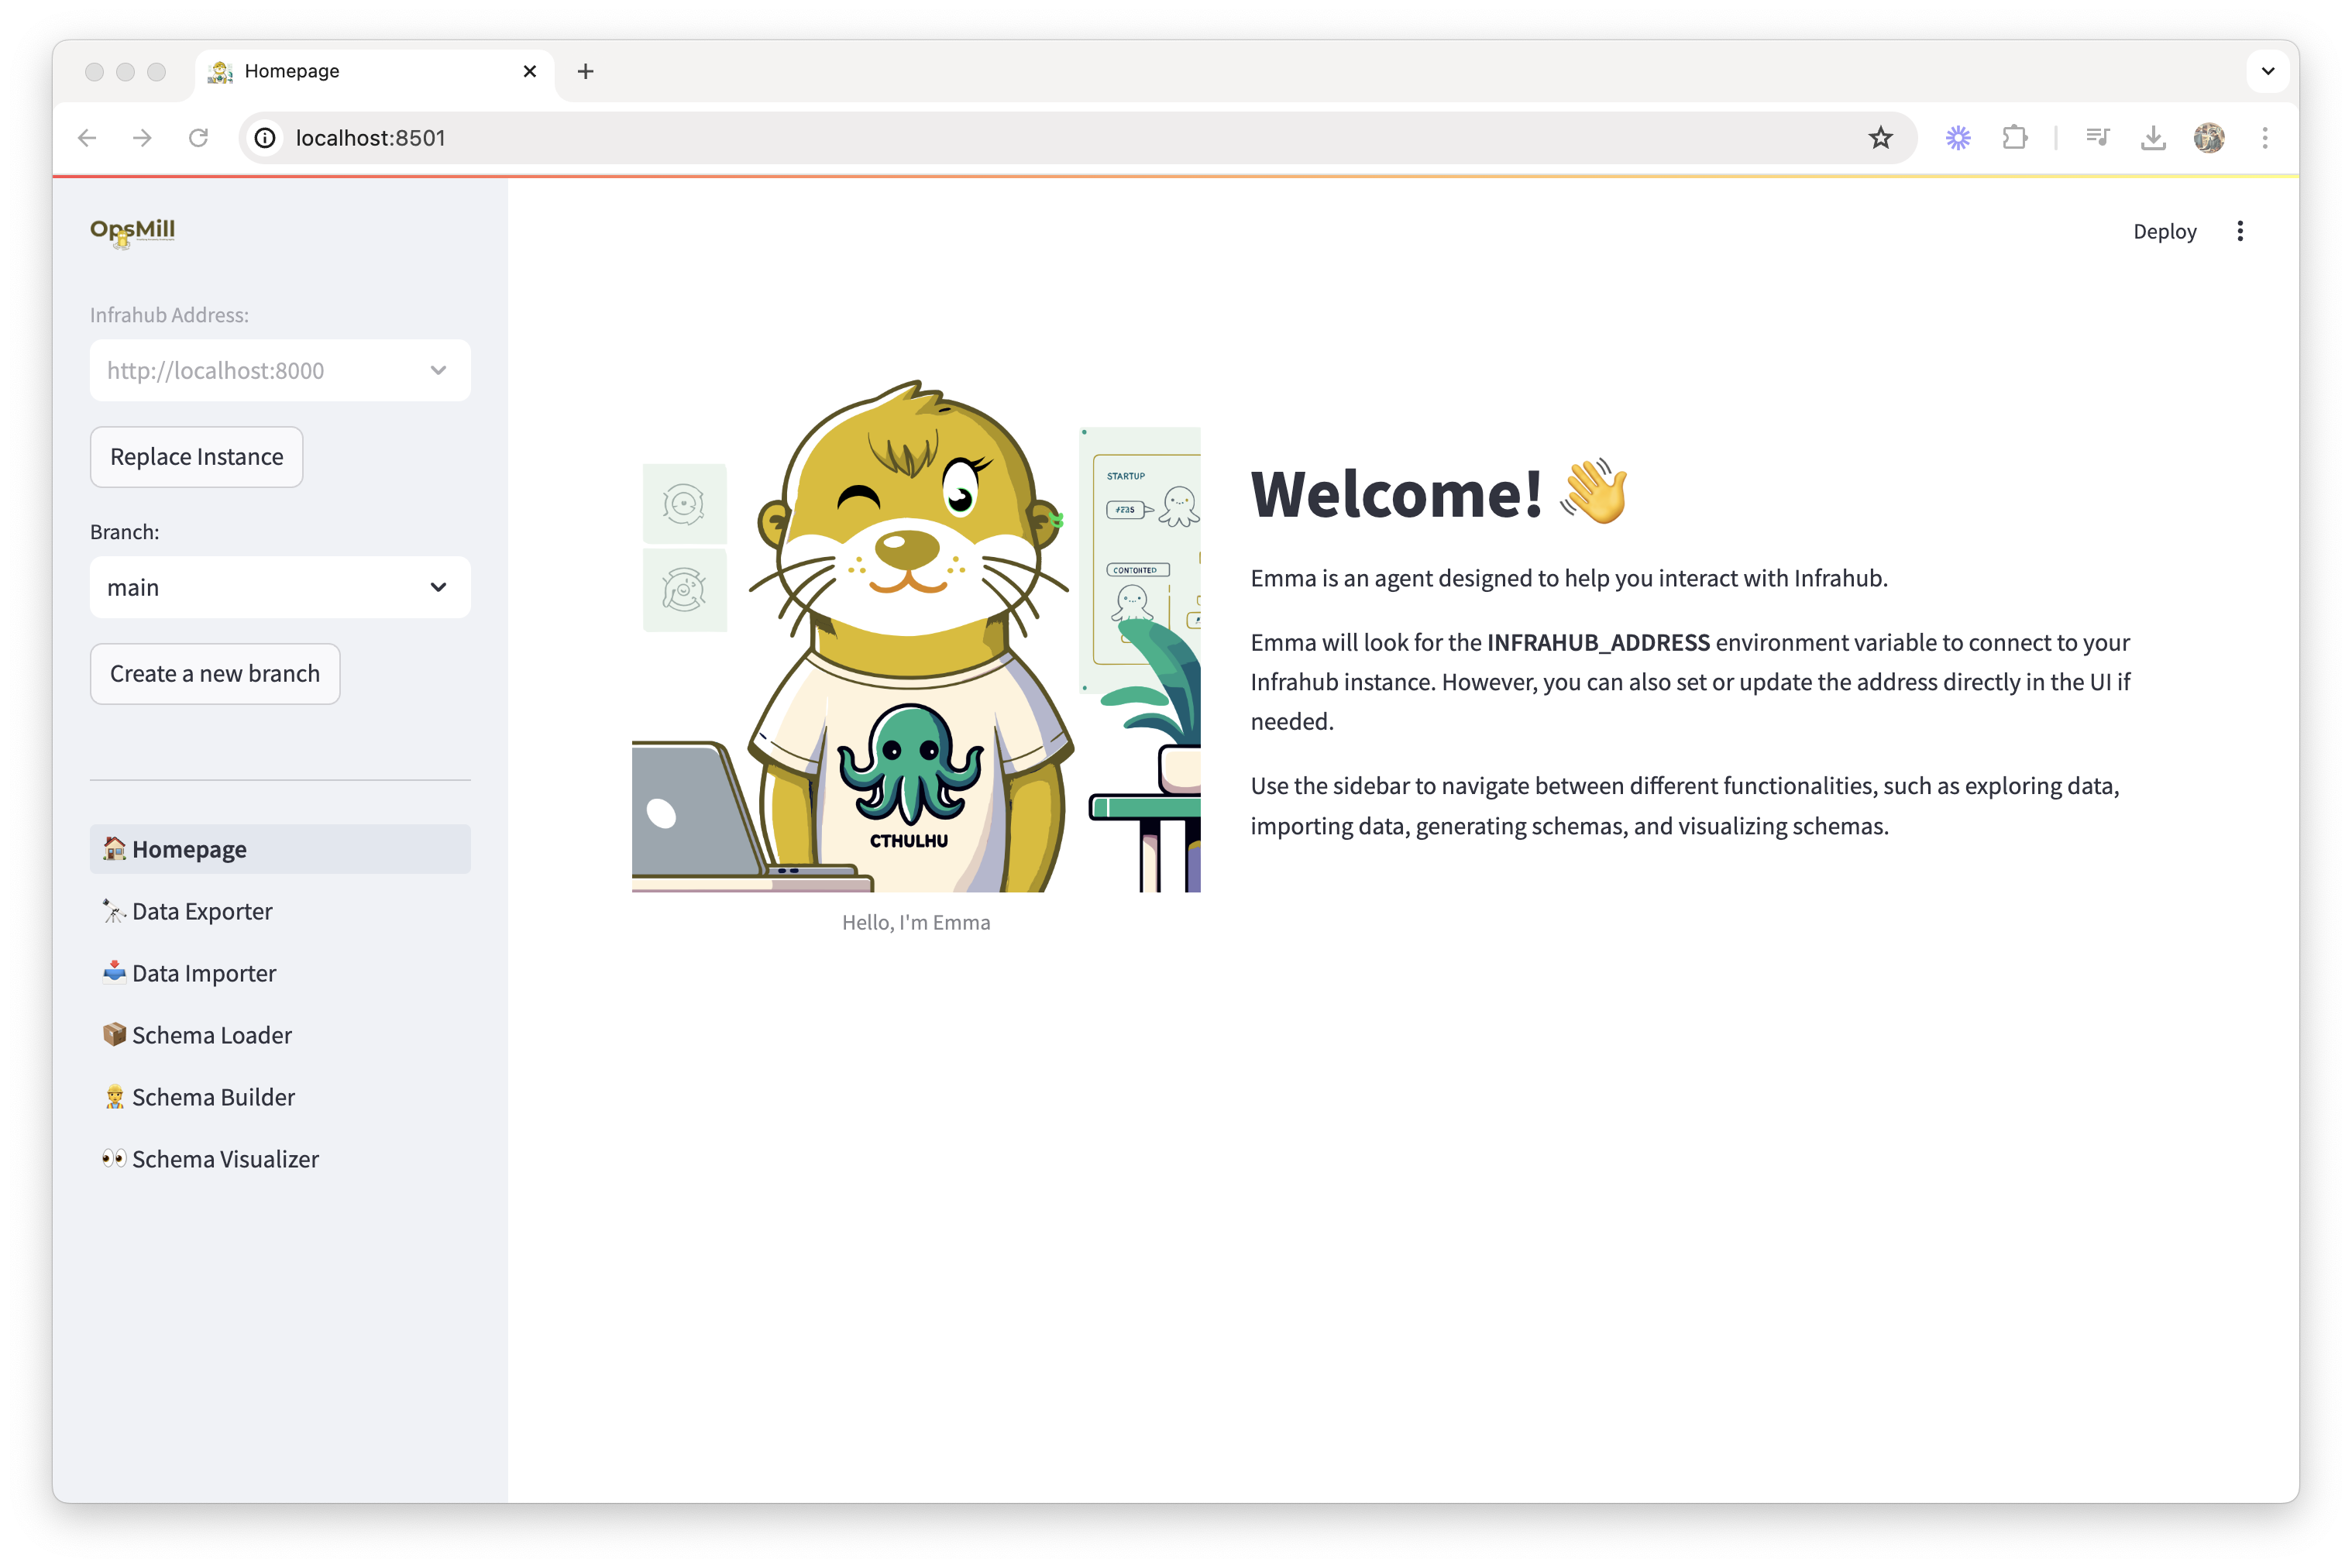 Homepage
localhost:8501
OpsMill
Deploy
Infrahub Address:
http://localhost:8000
Replace Instance
Branch:
main
Create a new branch
🏠 Homepage
🔭 Data Exporter
📥 Data Importer
📦 Schema Loader
👷 Schema Builder
👀 Schema Visualizer
STARTUP
CONTONTED
CTHULHU
Hello, I'm Emma
Welcome! 👋
Emma is an agent designed to help you interact with Infrahub.
Emma will look for the INFRAHUB_ADDRESS environment variable to connect to your
Infrahub instance. However, you can also set or update the address directly in the UI if
needed.
Use the sidebar to navigate between different functionalities, such as exploring data,
importing data, generating schemas, and visualizing schemas.